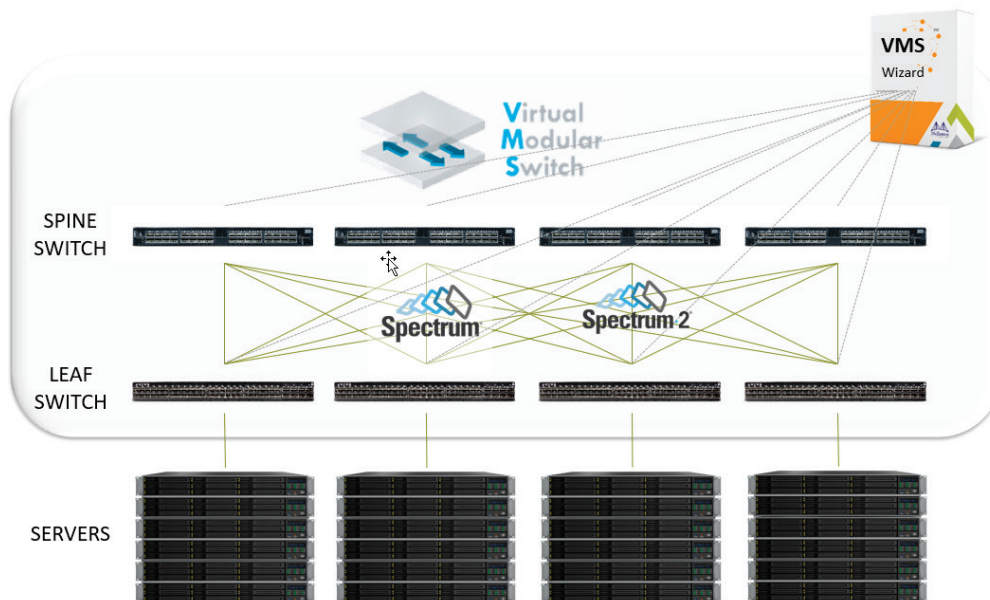 VMS
Wizard
Virtual
Modular
Switch
SPINE
SWITCH
Spectrum
Spectrum 2
LEAF
SWITCH
SERVERS